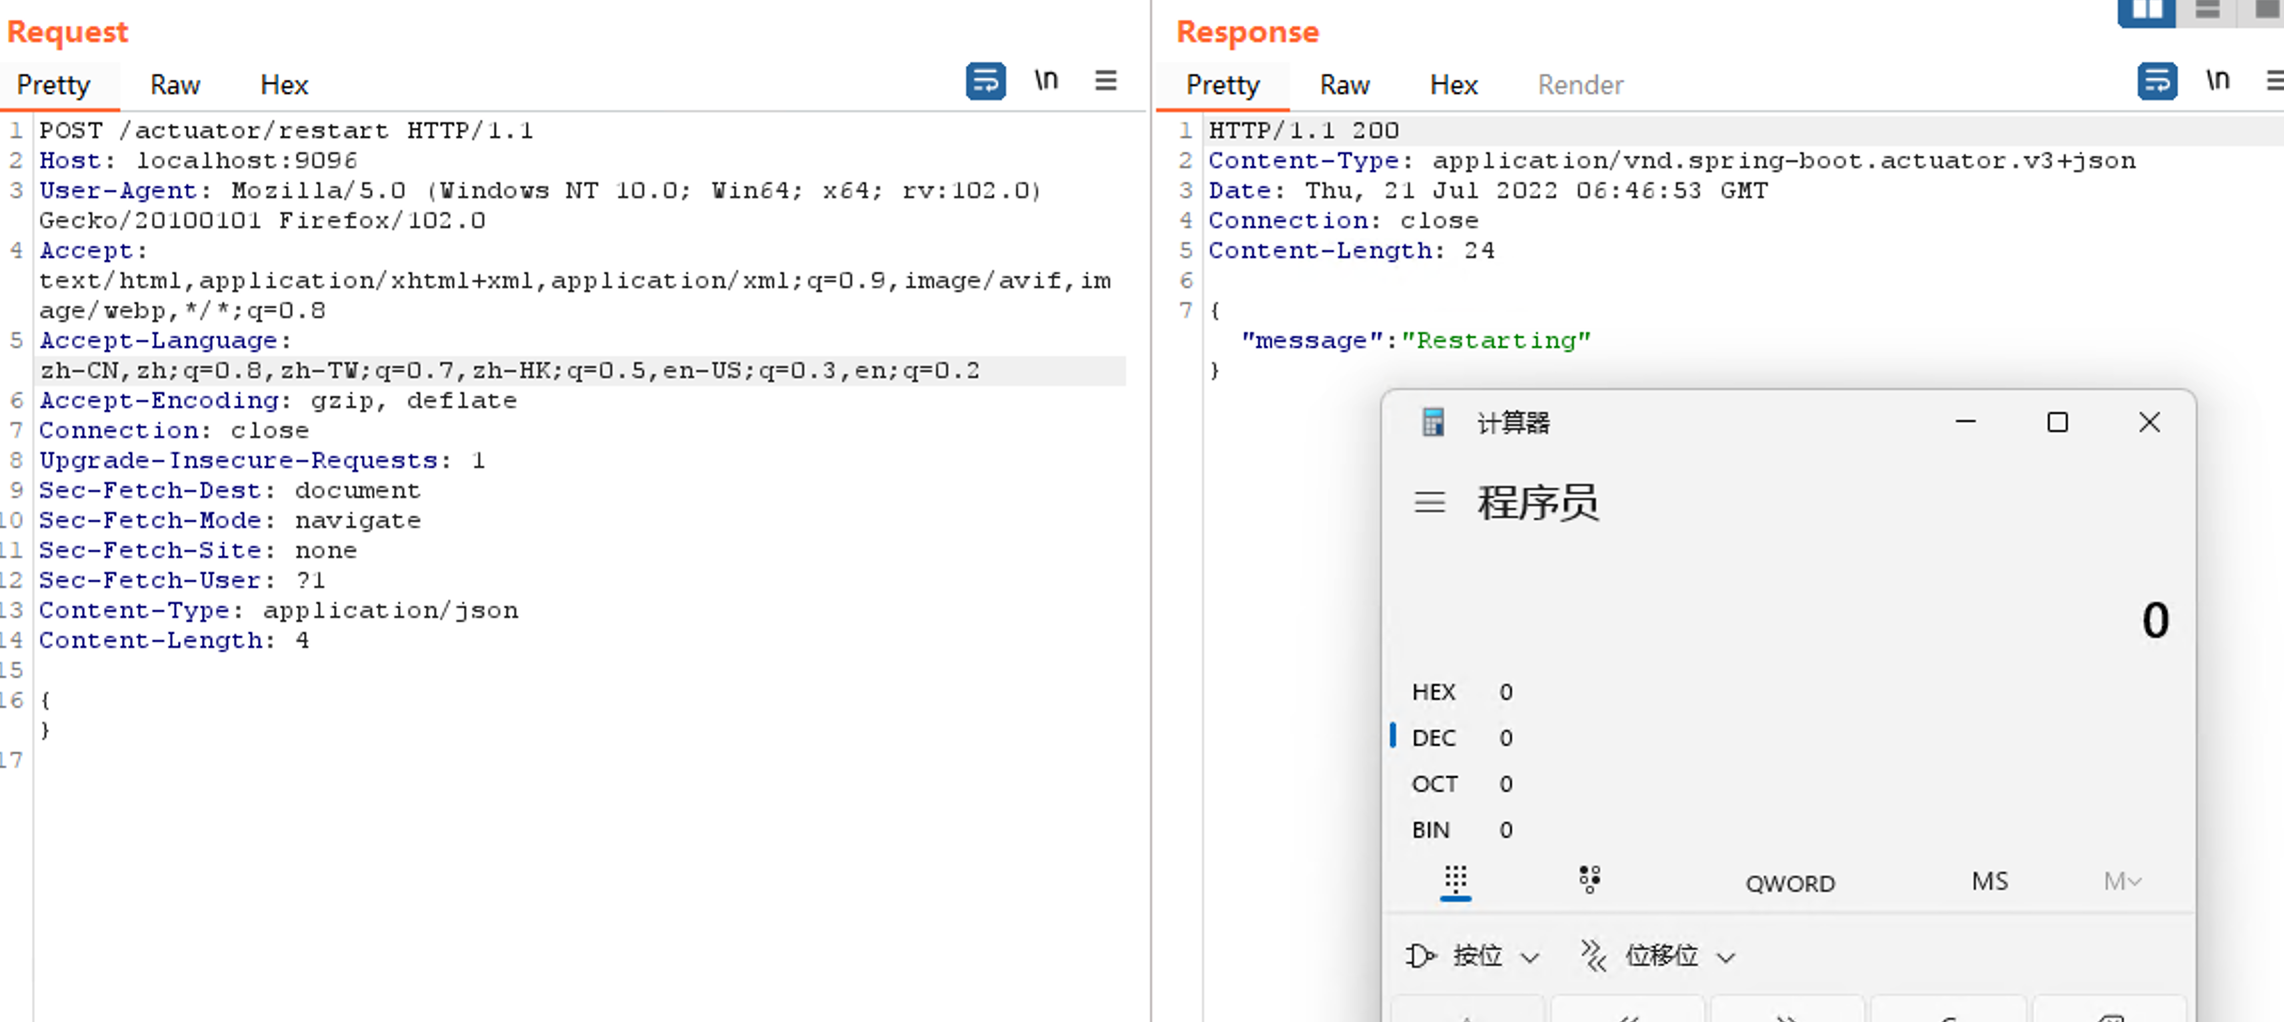 Request
Pretty Raw Hex \n
1 POST /actuator/restart HTTP/1.1
2 Host: localhost:9096
3 User-Agent: Mozilla/5.0 (Windows NT 10.0; Win64; x64; rv:102.0)
Gecko/20100101 Firefox/102.0
4 Accept:
text/html,application/xhtml+xml,application/xml;q=0.9,image/avif,im
age/webp,*/*;q=0.8
5 Accept-Language:
zh-CN,zh;q=0.8,zh-TW;q=0.7,zh-HK;q=0.5,en-US;q=0.3,en;q=0.2
6 Accept-Encoding: gzip, deflate
7 Connection: close
8 Upgrade-Insecure-Requests: 1
9 Sec-Fetch-Dest: document
10 Sec-Fetch-Mode: navigate
11 Sec-Fetch-Site: none
12 Sec-Fetch-User: ?1
13 Content-Type: application/json
14 Content-Length: 4
15
16 {
}
17
Response
Pretty Raw Hex Render \n
1 HTTP/1.1 200
2 Content-Type: application/vnd.spring-boot.actuator.v3+json
3 Date: Thu, 21 Jul 2022 06:46:53 GMT
4 Connection: close
5 Content-Length: 24
6
7 {
"message":"Restarting"
}
计算器
程序员
0
HEX 0
DEC 0
OCT 0
BIN 0
QWORD MS M
按位 位移位